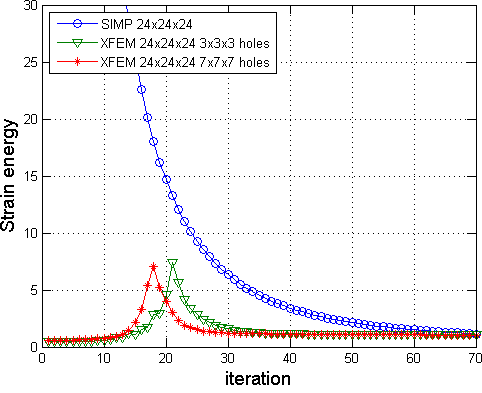 30
SIMP 24x24x24
XFEM 24x24x24 3x3x3 holes
XFEM 24x24x24 7x7x7 holes
25
20
15
10
5
0
Strain energy
0 10 20 30 40 50 60 70
iteration